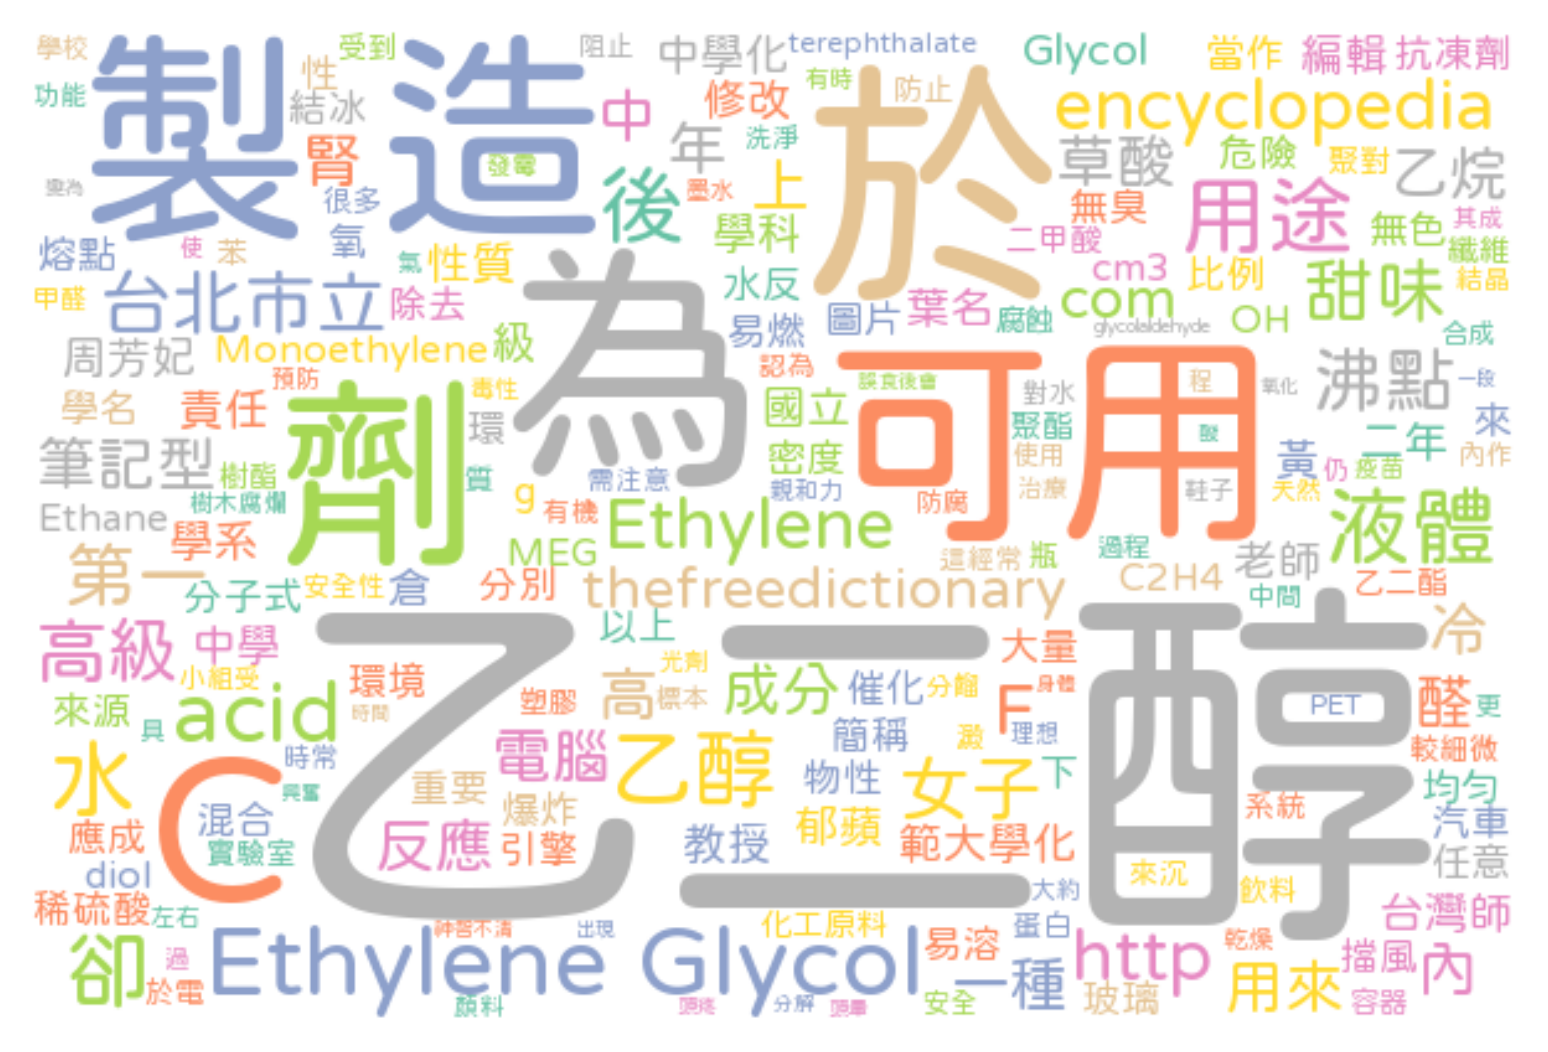 學校 受到 阻止 中學化 terephthalate Glycol 當作 編輯 抗凍劑
製造 性 有時 防止
功能 結冰 中 修改 於 encyclopedia
腎 發霉 年 洗淨 草酸 危險 聚對 乙烷
變為 很多 後 墨水 上 無臭 用途 其成
熔點 使 苯 氧 氣 性質 學科 二甲酸 無色 纖維
甲醛 台北市立 除去 為 水反 cm3 比例 甜味 結晶
易燃 圖片 葉名 腐蝕 com OH
周芳妃 Monoethylene 級 glycolaldehyde 合成
預防 毒性 認為 可用 誤食後會 對水 程 氧化 沸點 一段
學名 責任 劑 環 國立 聚酯 酸 二年 來
筆記型 樹酯 質 需注意 密度 使用 黃 仍 疫苗 內作
樹木腐爛 g 親和力 防腐 治療 鞋子 天然
Ethane 學系 有機 Ethylene 液體
MEG 這經常 瓶 過程 老師
第一 分子式 安全性 倉 分別 thefreedictionary C2H4 中間 乙二酯
乙二醇 以上 大量 冷
高級 中學 小組受 光劑
環境 高 標本 成分 催化 分餾 F 身體 PET 醛 更
來源 具 acid 時間 塑膠 簡稱 澱 理想
水 C 時常 電腦 乙醇 物性 女子 下 較細微
興奮 重要 爆炸 系統 均勻
應成 混合 實驗室 反應 引擎 教授 郁蘋 範大學化 汽車
diol 來沉 任意
稀硫酸 左右 大約 飲料
神智不清 出現 化工原料 易溶 蛋白 台灣師
卻 過 於電 Ethylene Glycol 一種 http 乾燥 擋風 內
顏料 頭痛 分解 頭暈 安全 玻璃 用來 容器